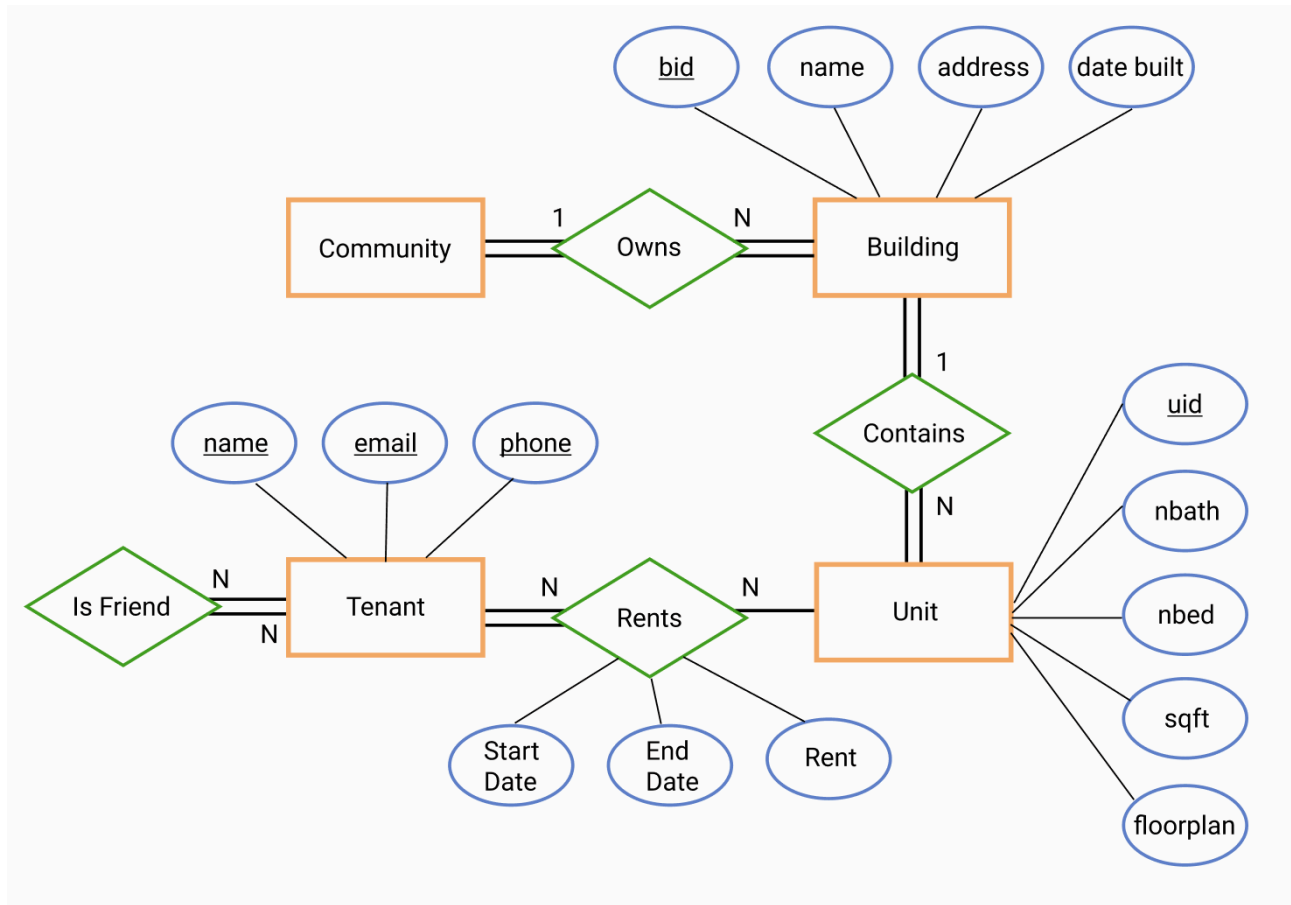 bid
name
address
date built
1
N
Community
Owns
Building
1
Contains
N
uid
nbath
nbed
sqft
floorplan
name
email
phone
N
N
Is Friend
Tenant
N
Rents
N
Unit
Start
Date
End
Date
Rent